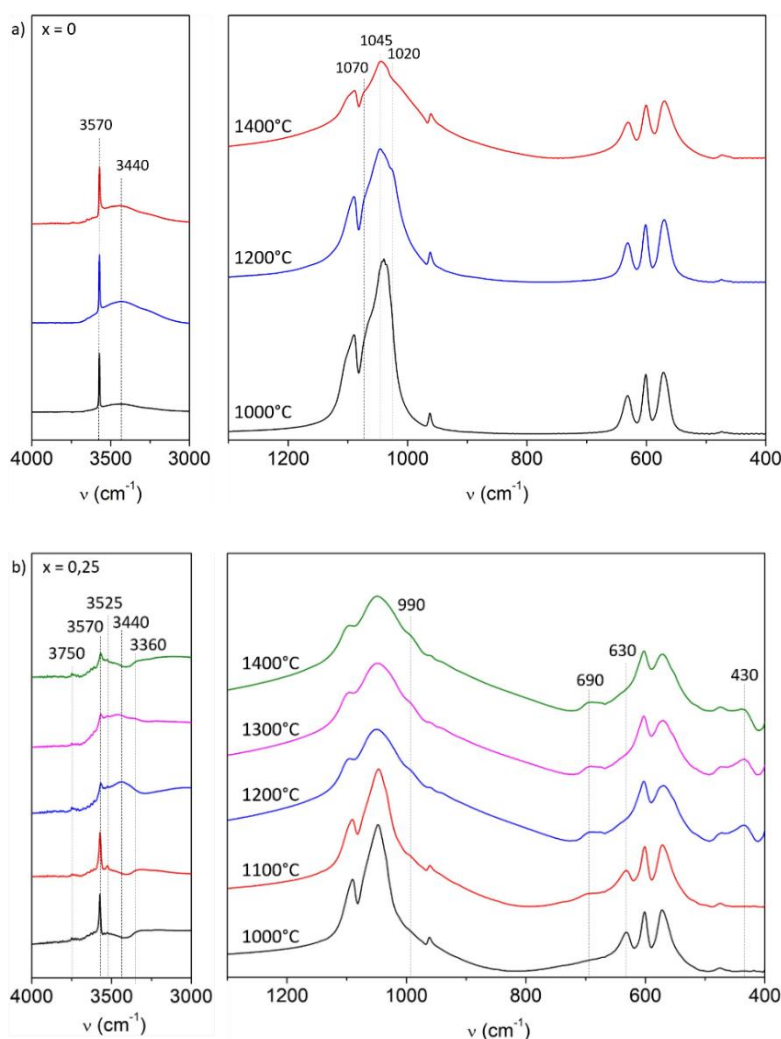 a) x = 0
3570
3440
4000 3500 3000
ν (cm⁻¹)
1045
1070 1020
1400°C
1200°C
1000°C
1200 1000 800 600 400
ν (cm⁻¹)
b) x = 0,25
3525
3570 3440
3750 3360
4000 3500 3000
ν (cm⁻¹)
990
630
690 430
1400°C
1300°C
1200°C
1100°C
1000°C
1200 1000 800 600 400
ν (cm⁻¹)